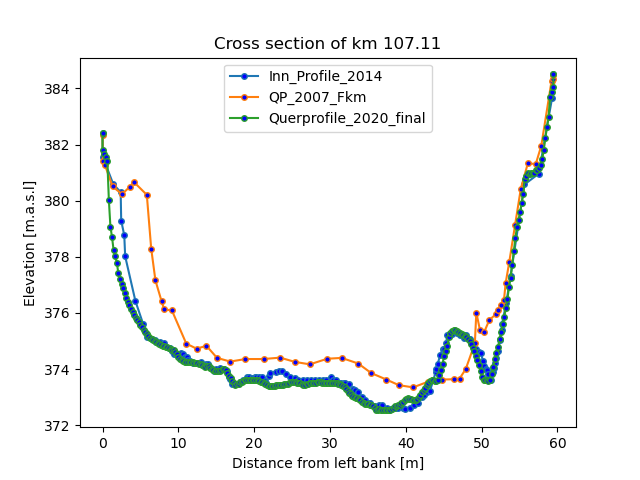 Cross section of km 107.11
Inn_Profile_2014
QP_2007_Fkm
Querprofile_2020_final
Elevation [m.a.s.l]
384
382
380
378
376
374
372
0 10 20 30 40 50 60
Distance from left bank [m]